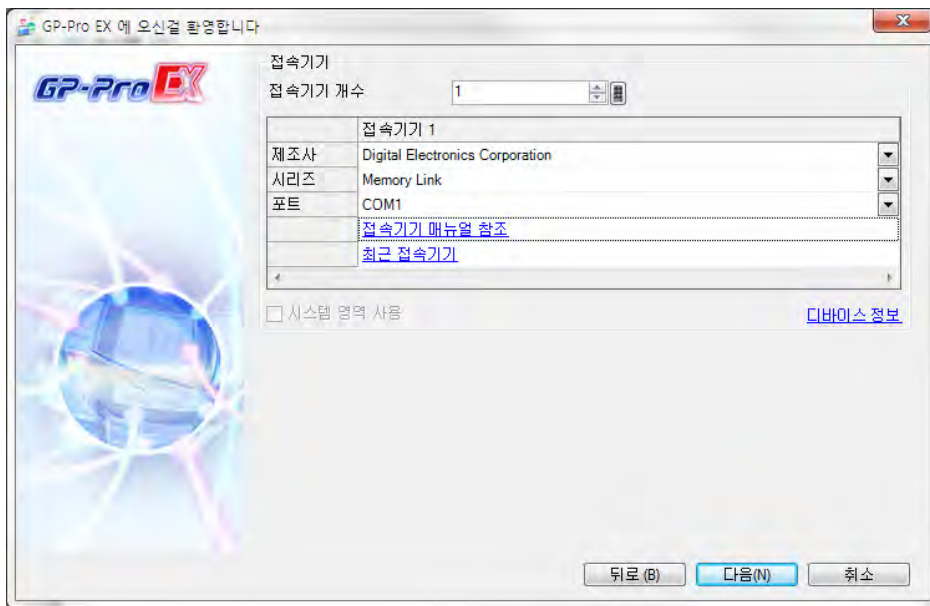 GP-Pro EX 에 오신걸 환영합니다
GP-Pro EX
접속기기
접속기기 개수 1
접속기기 1
제조사 Digital Electronics Corporation
시리즈 Memory Link
포트 COM1
접속기기 매뉴얼 참조
최근 접속기기
시스템 영역 사용 디바이스 정보
뒤로 (B) 다음(N) 취소